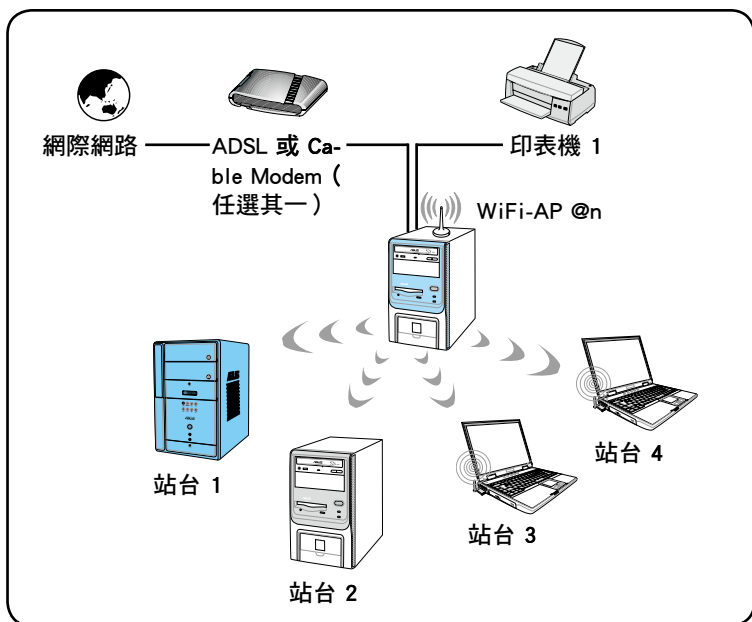 網際網路
ADSL 或 Ca-
ble Modem（
任選其一）
印表機 1
WiFi-AP @n
站台 1
站台 2
站台 3
站台 4